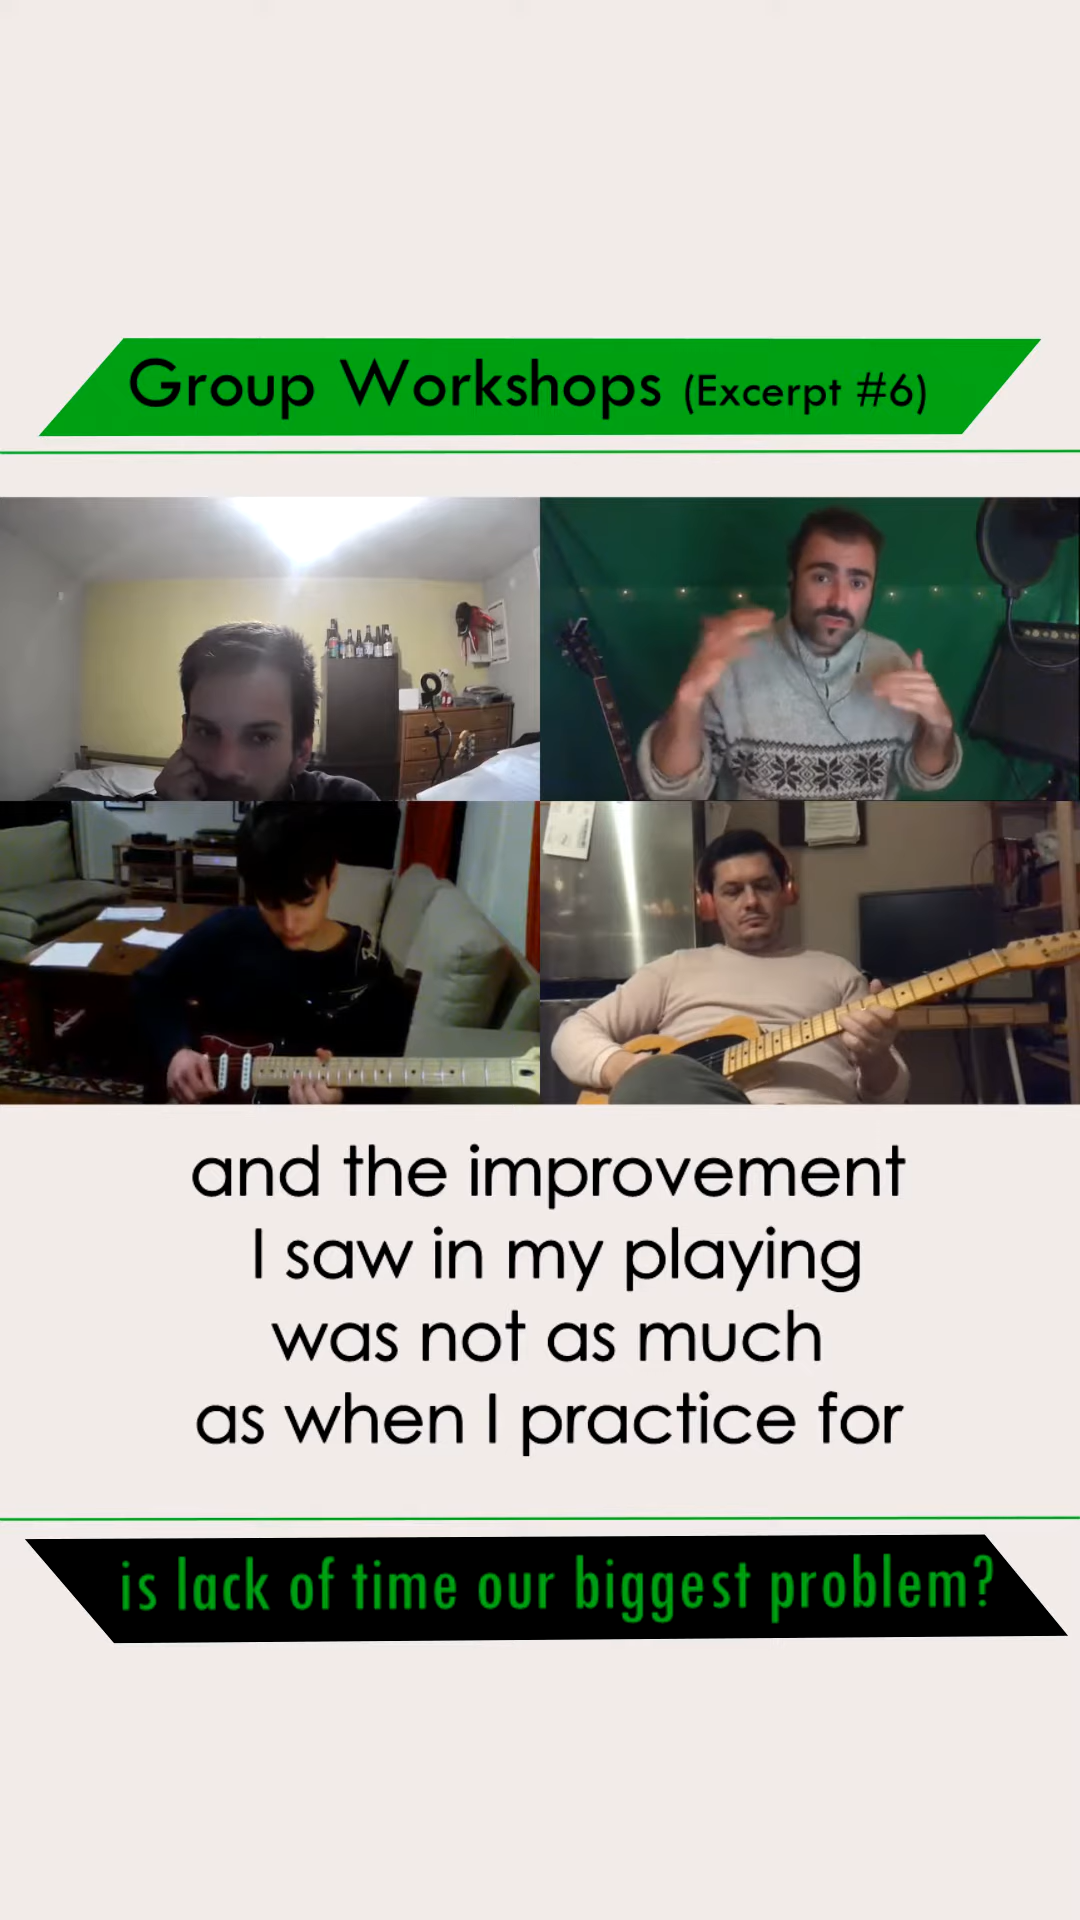 Group Workshops (Excerpt #6)
and the improvement
I saw in my playing
was not as much
as when I practice for
is lack of time our biggest problem?